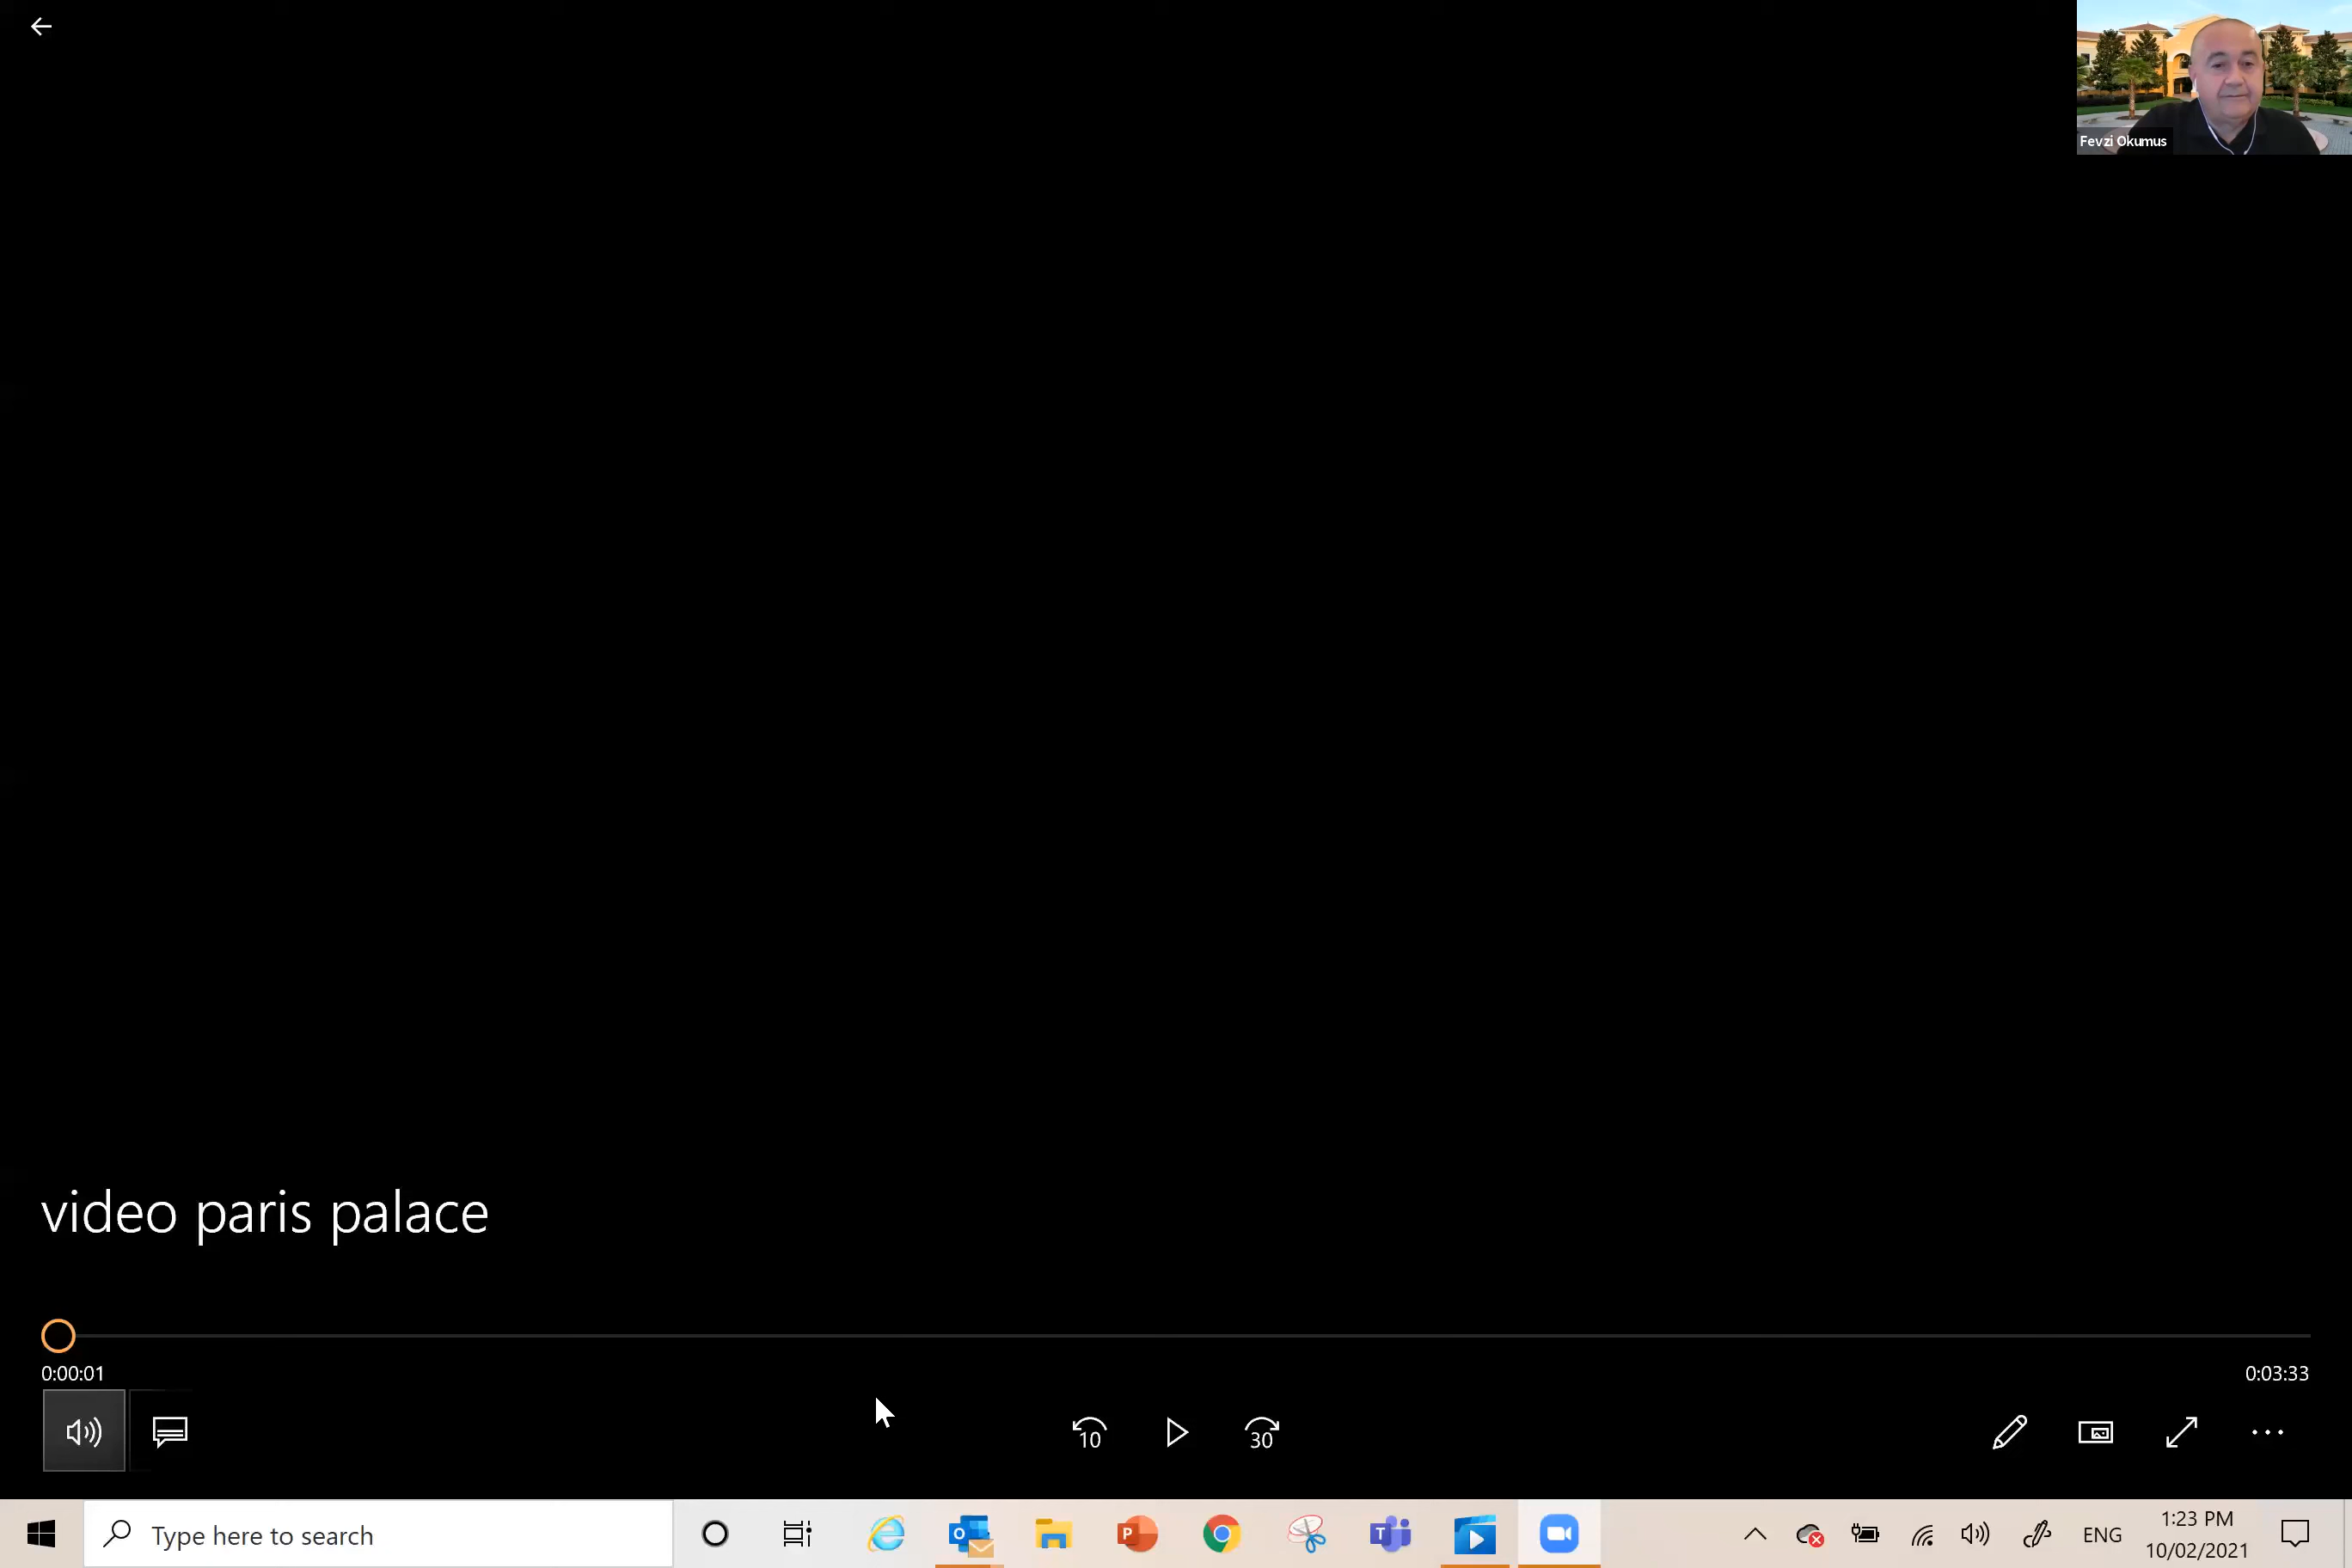 Fevzi Okumus
video paris palace
0:00:01
0:03:33
10
30
Type here to search
O
P
T
ENG
1:23 PM
10/02/2021